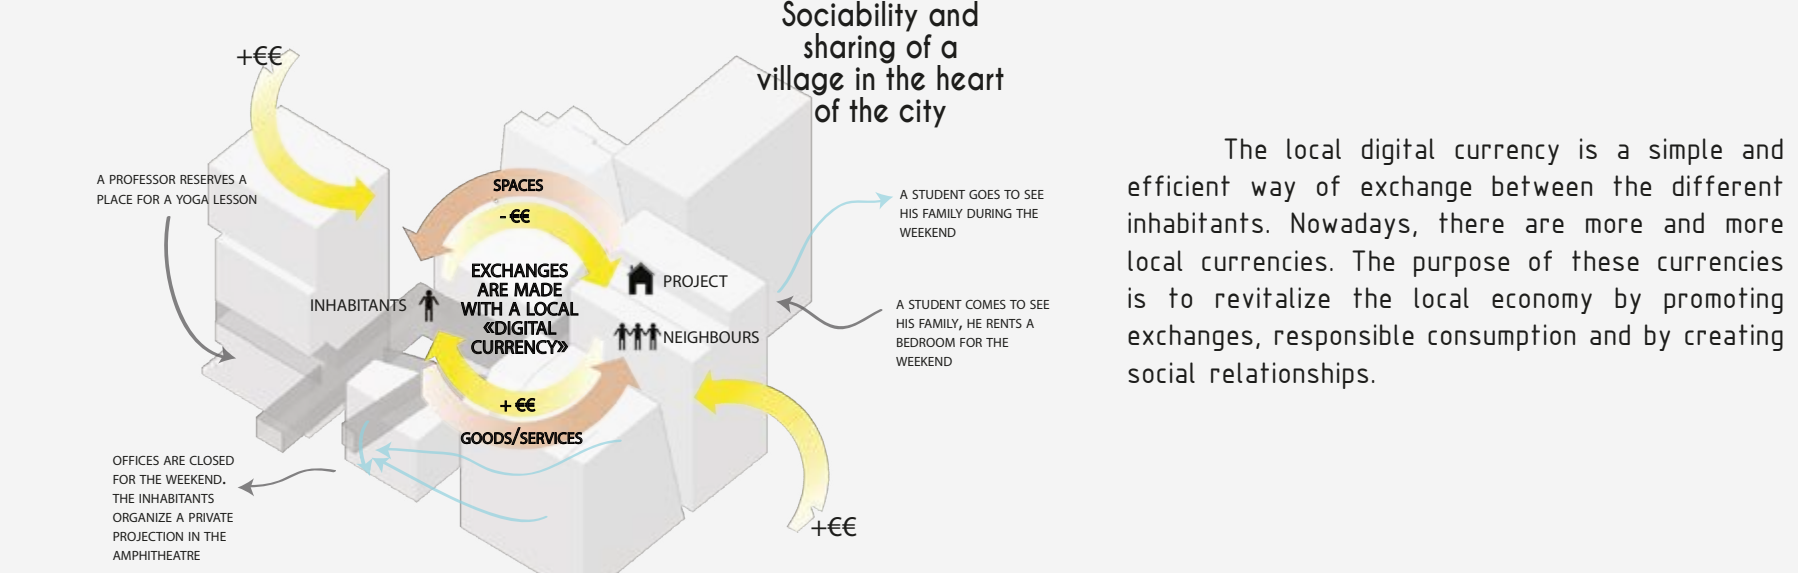 Sociability and
sharing of a
village in the heart
of the city
+€€
A PROFESSOR RESERVES A
PLACE FOR A YOGA LESSON
SPACES
- €€
EXCHANGES
ARE MADE
WITH A LOCAL
«DIGITAL
CURRENCY»
INHABITANTS
PROJECT
NEIGHBOURS
+ €€
GOODS/SERVICES
A STUDENT GOES TO SEE
HIS FAMILY DURING THE
WEEKEND
A STUDENT COMES TO SEE
HIS FAMILY, HE RENTS A
BEDROOM FOR THE
WEEKEND
OFFICES ARE CLOSED
FOR THE WEEKEND.
THE INHABITANTS
ORGANIZE A PRIVATE
PROJECTION IN THE
AMPHITHEATRE
+€€
The local digital currency is a simple and
efficient way of exchange between the different
inhabitants. Nowadays, there are more and more
local currencies. The purpose of these currencies
is to revitalize the local economy by promoting
exchanges, responsible consumption and by creating
social relationships.